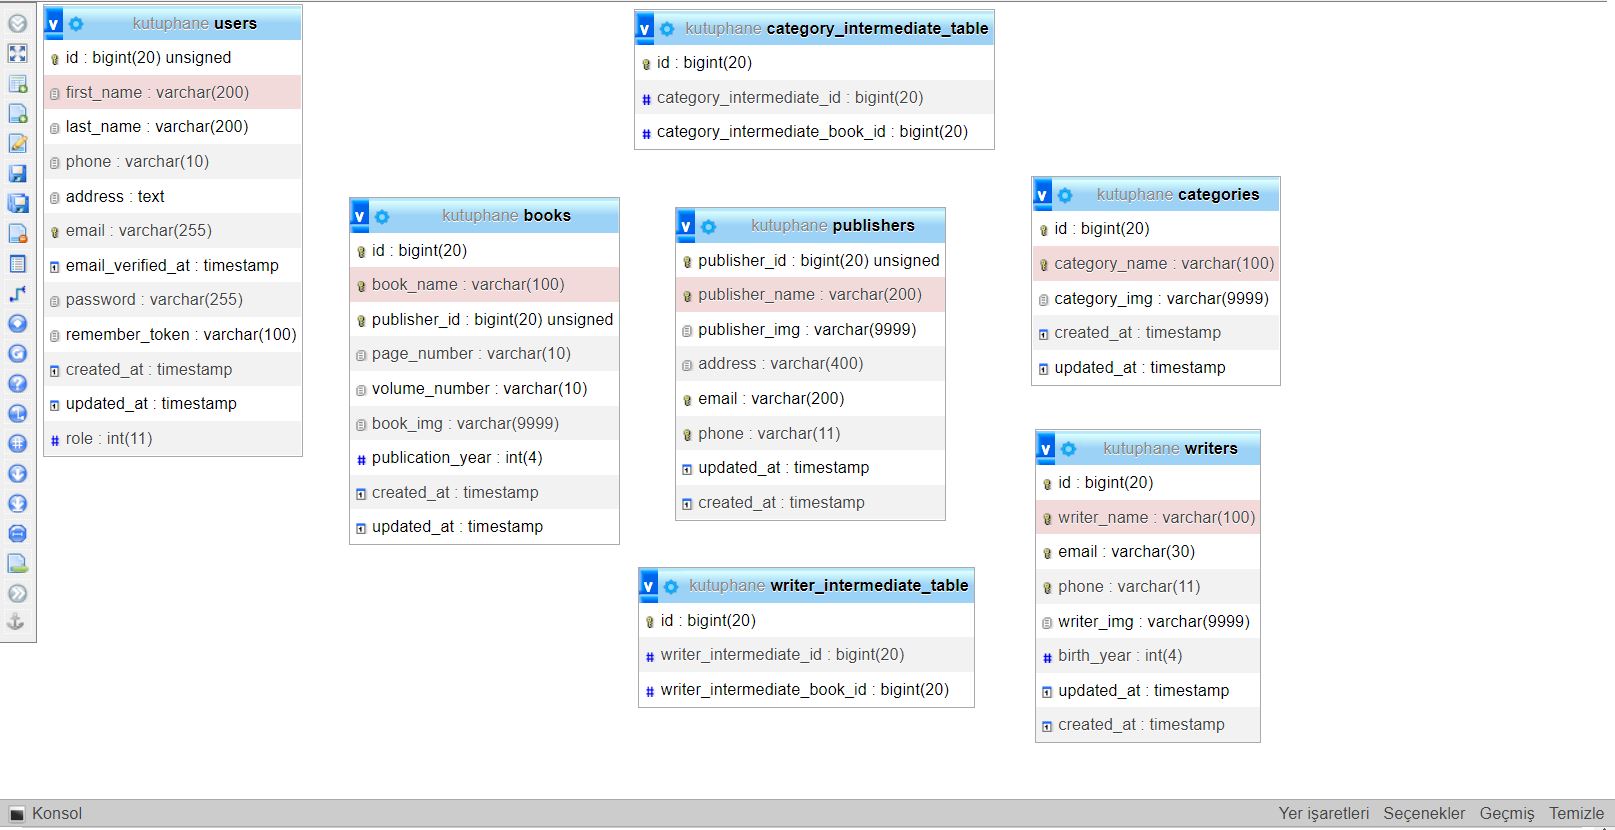 kutuphane users
id : bigint(20) unsigned
first_name : varchar(200)
last_name : varchar(200)
phone : varchar(10)
address : text
email : varchar(255)
email_verified_at : timestamp
password : varchar(255)
remember_token : varchar(100)
created_at : timestamp
updated_at : timestamp
# role : int(11)
kutuphane books
id : bigint(20)
book_name : varchar(100)
publisher_id : bigint(20) unsigned
page_number : varchar(10)
volume_number : varchar(10)
book_img : varchar(9999)
# publication_year : int(4)
created_at : timestamp
updated_at : timestamp
kutuphane category_intermediate_table
id : bigint(20)
# category_intermediate_id : bigint(20)
# category_intermediate_book_id : bigint(20)
kutuphane publishers
publisher_id : bigint(20) unsigned
publisher_name : varchar(200)
publisher_img : varchar(9999)
address : varchar(400)
email : varchar(200)
phone : varchar(11)
updated_at : timestamp
created_at : timestamp
kutuphane writer_intermediate_table
id : bigint(20)
# writer_intermediate_id : bigint(20)
# writer_intermediate_book_id : bigint(20)
kutuphane categories
id : bigint(20)
category_name : varchar(100)
category_img : varchar(9999)
created_at : timestamp
updated_at : timestamp
kutuphane writers
id : bigint(20)
writer_name : varchar(100)
email : varchar(30)
phone : varchar(11)
writer_img : varchar(9999)
# birth_year : int(4)
updated_at : timestamp
created_at : timestamp
Konsol Yer işaretleri Seçenekler Geçmiş Temizle